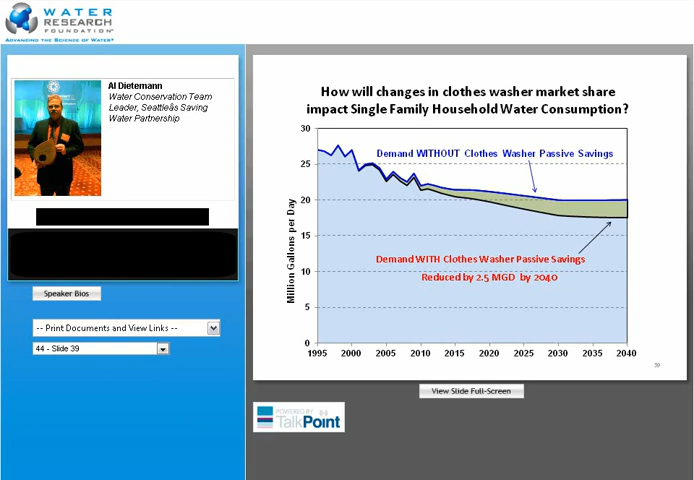 WATER
RESEARCH
FOUNDATION
ADVANCING THE SCIENCE OF WATER®
Al Dietemann
Water Conservation Team
Leader, Seattleâs Saving
Water Partnership
Speaker Bios
-- Print Documents and View Links --
44 - Slide 39
How will changes in clothes washer market share
impact Single Family Household Water Consumption?
Million Gallons per Day
30
25
20
15
10
5
0
Demand WITHOUT Clothes Washer Passive Savings
Demand WITH Clothes Washer Passive Savings
Reduced by 2.5 MGD by 2040
1995 2000 2005 2010 2015 2020 2025 2030 2035 2040
39
View Slide Full-Screen
POWERED BY
TalkPoint